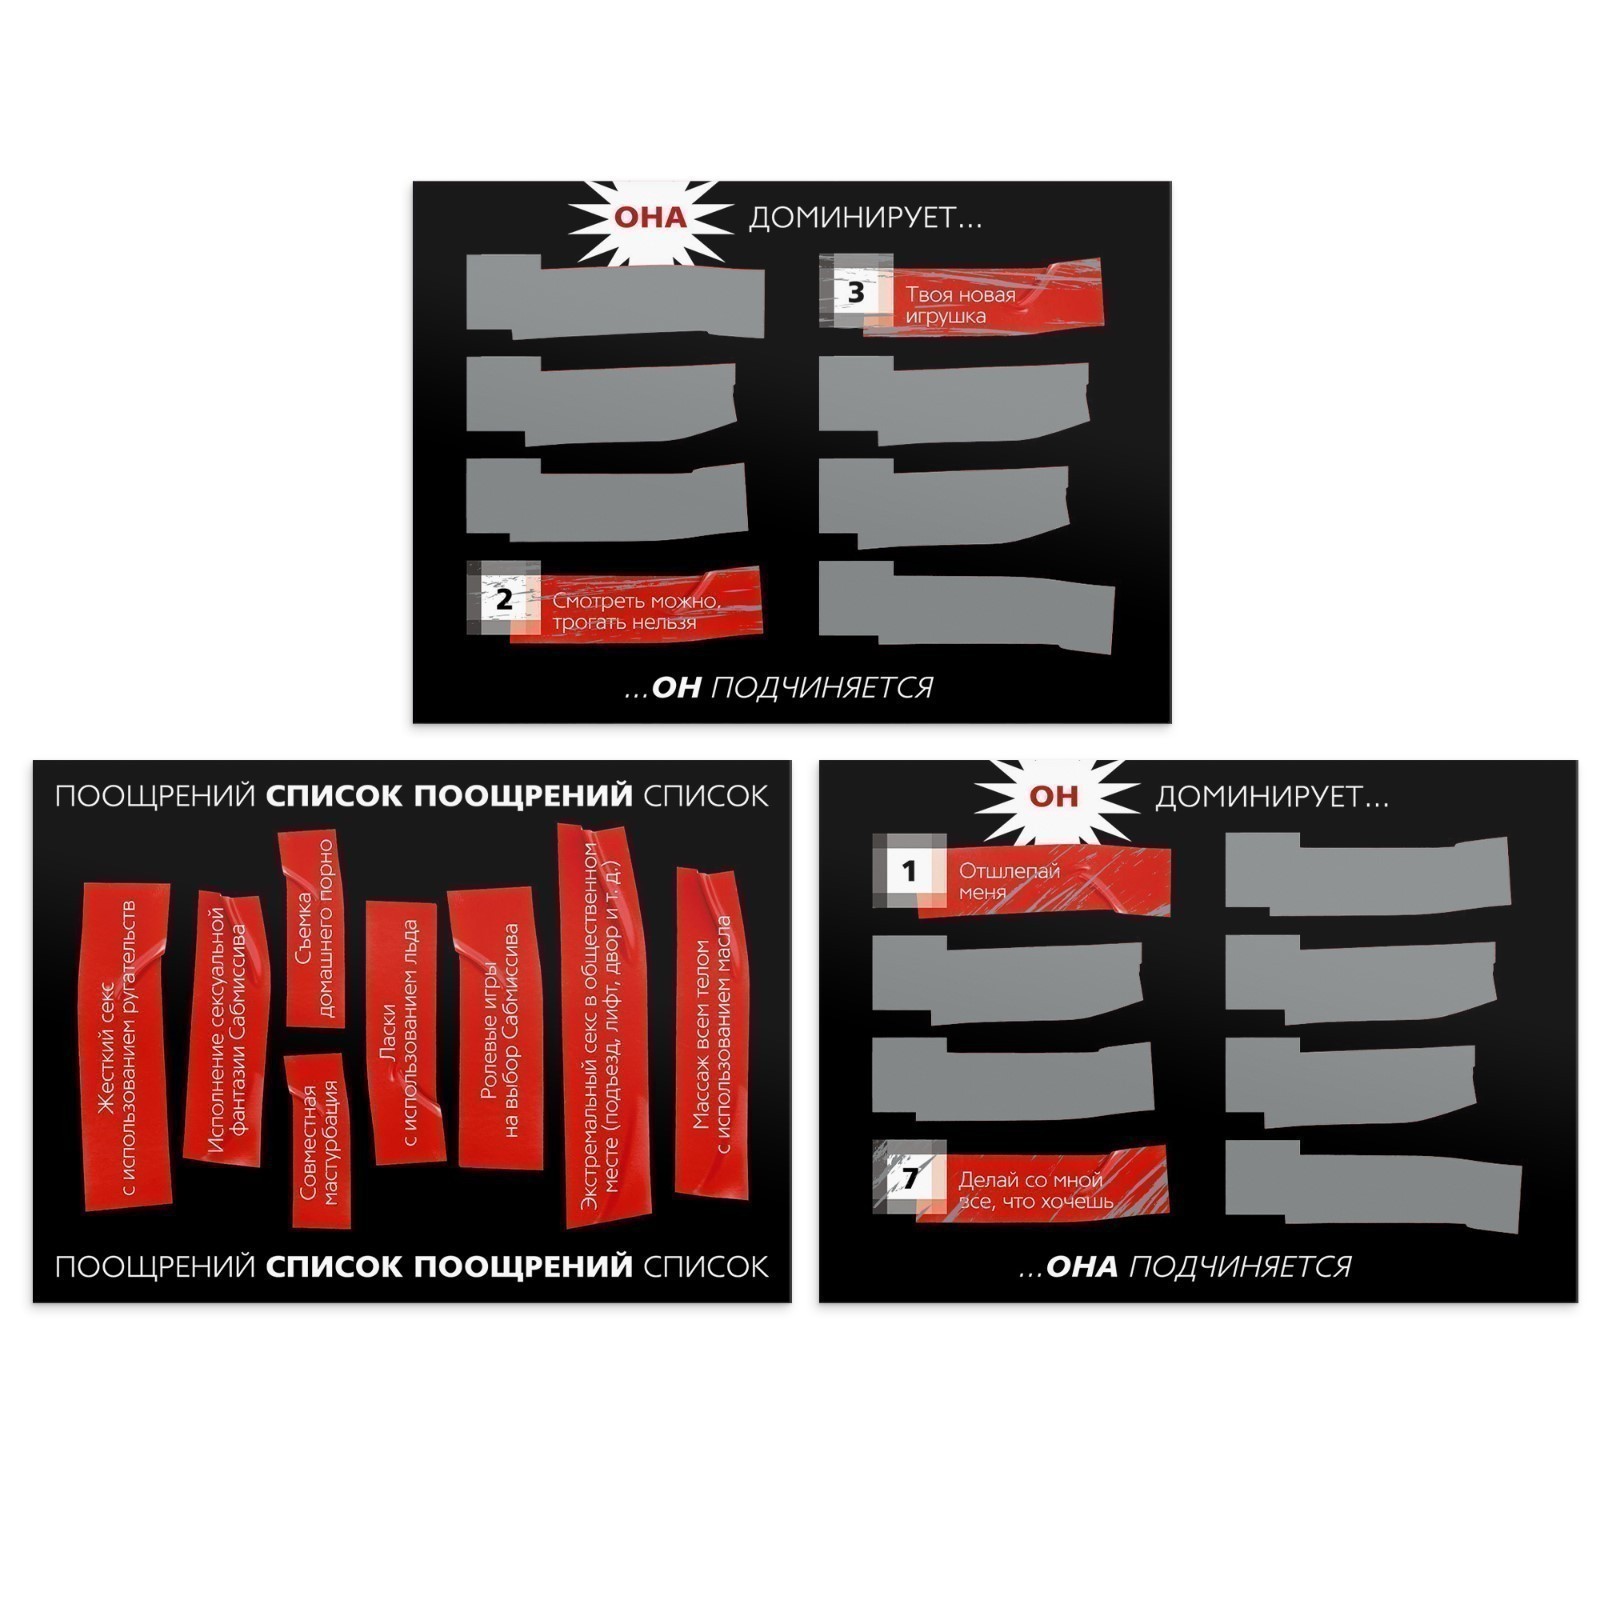 ОНА ДОМИНИРУЕТ...
3
Твоя новая
игрушка
2
Смотреть можно,
трогать нельзя
...ОН ПОДЧИНЯЕТСЯ
ПООЩРЕНИЙ СПИСОК ПООЩРЕНИЙ СПИСОК
Жесткий секс
с использованием ругательств
Исполнение сексуальной
фантазии Сабмиссива
Съемка
домашнего порно
Совместная
мастурбация
Ласки
с использованием льда
Ролевые игры
на выбор Сабмиссива
Экстремальный секс в общественном
месте (подъезд, лифт, двор и т. д.)
Массаж всем телом
с использованием масла
ПООЩРЕНИЙ СПИСОК ПООЩРЕНИЙ СПИСОК
ОН ДОМИНИРУЕТ...
1
Отшлепай
меня
7
Делай со мной
все, что хочешь
...ОНА ПОДЧИНЯЕТСЯ